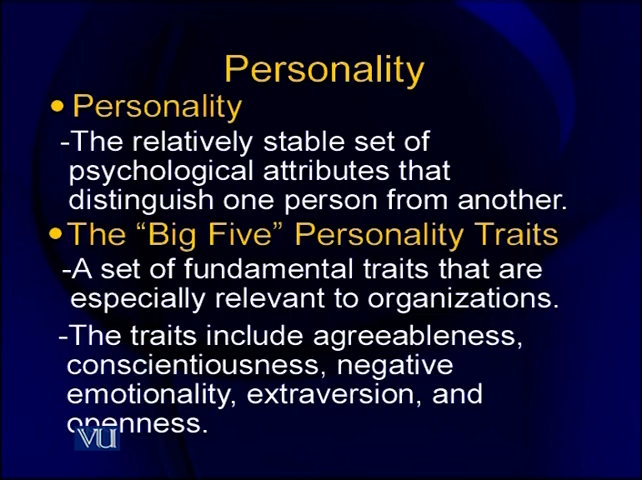 Personality
• Personality
-The relatively stable set of
psychological attributes that
distinguish one person from another.
• The “Big Five” Personality Traits
-A set of fundamental traits that are
especially relevant to organizations.
-The traits include agreeableness,
conscientiousness, negative
emotionality, extraversion, and
openness.
VU